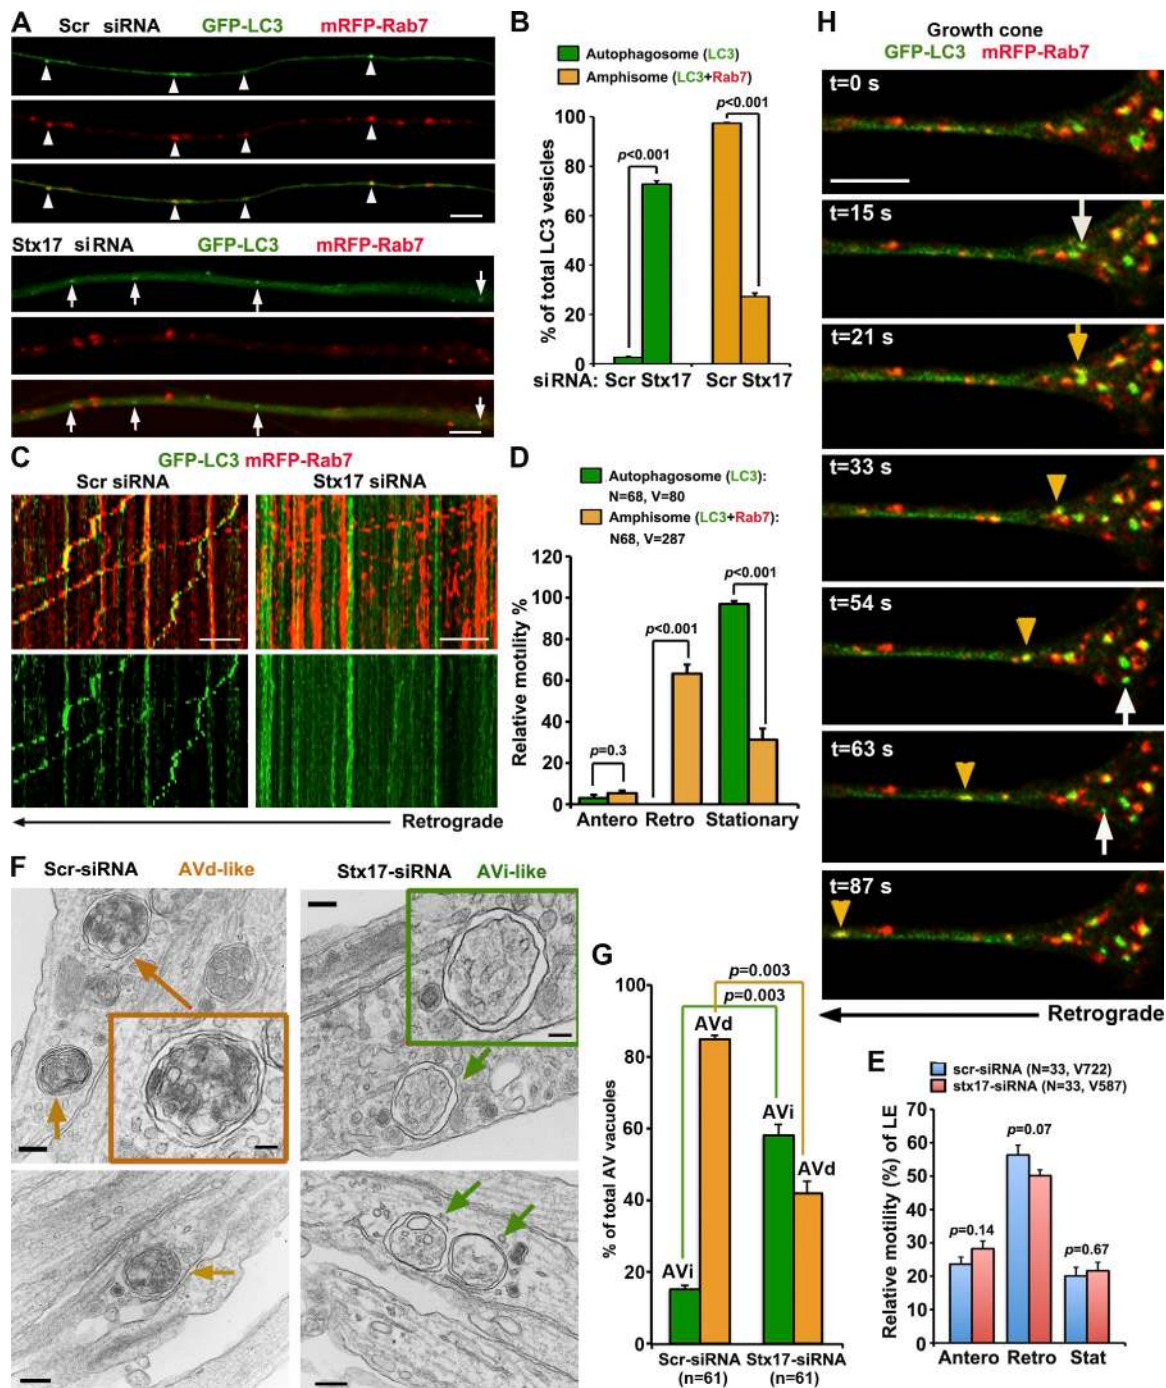 A
Scr siRNA GFP-LC3 mRFP-Rab7
Stx17 siRNA GFP-LC3 mRFP-Rab7
B
Autophagosome (LC3)
Amphisome (LC3+Rab7)
% of total LC3 vesicles
100
80
60
40
20
0
p<0.001
p<0.001
siRNA: Scr Stx17 Scr Stx17
C
GFP-LC3 mRFP-Rab7
Scr siRNA Stx17 siRNA
Retrograde
D
Autophagosome (LC3):
N=68, V=80
Amphisome (LC3+Rab7):
N68, V=287
Relative motility %
120
100
80
60
40
20
0
p=0.3
p<0.001
p<0.001
Antero Retro Stationary
F
Scr-siRNA AVd-like
Stx17-siRNA AVi-like
G
% of total AV vacuoles
100
80
60
40
20
0
p=0.003
p=0.003
AVi
AVd
AVi
AVd
Scr-siRNA Stx17-siRNA
(n=61) (n=61)
H
Growth cone
GFP-LC3 mRFP-Rab7
t=0 s
t=15 s
t=21 s
t=33 s
t=54 s
t=63 s
t=87 s
Retrograde
E
scr-siRNA (N=33, V722)
stx17-siRNA (N=33, V587)
Relative motility (%) of LE
70
60
50
40
30
20
10
0
p=0.14
p=0.07
p=0.67
Antero Retro Stat